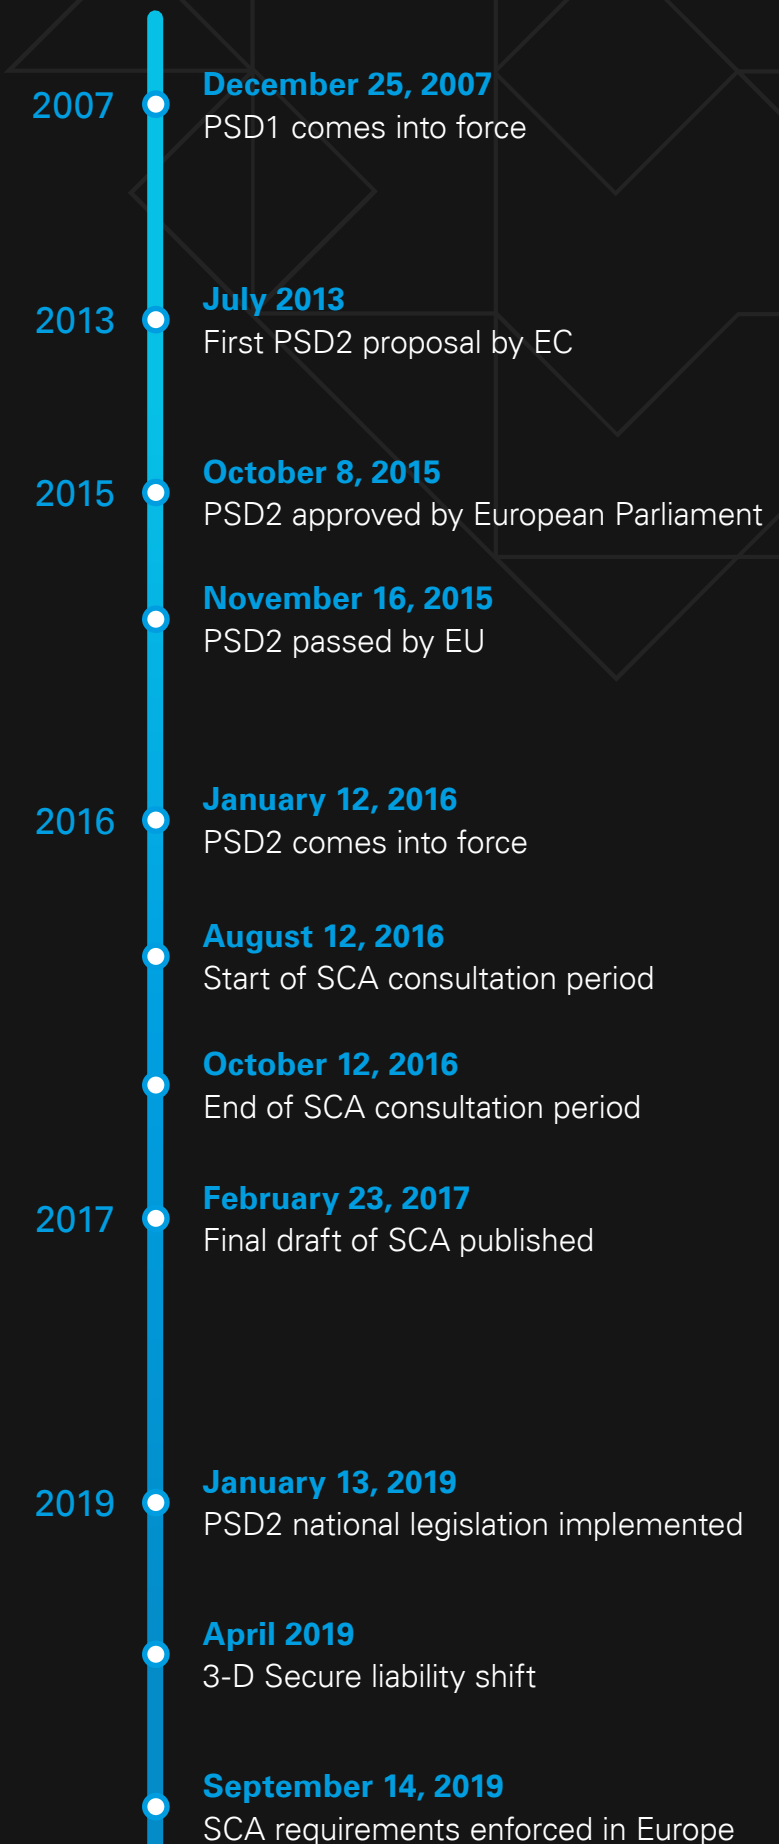 2007
December 25, 2007
PSD1 comes into force
2013
July 2013
First PSD2 proposal by EC
2015
October 8, 2015
PSD2 approved by European Parliament
November 16, 2015
PSD2 passed by EU
2016
January 12, 2016
PSD2 comes into force
August 12, 2016
Start of SCA consultation period
October 12, 2016
End of SCA consultation period
2017
February 23, 2017
Final draft of SCA published
2019
January 13, 2019
PSD2 national legislation implemented
April 2019
3-D Secure liability shift
September 14, 2019
SCA requirements enforced in Europe